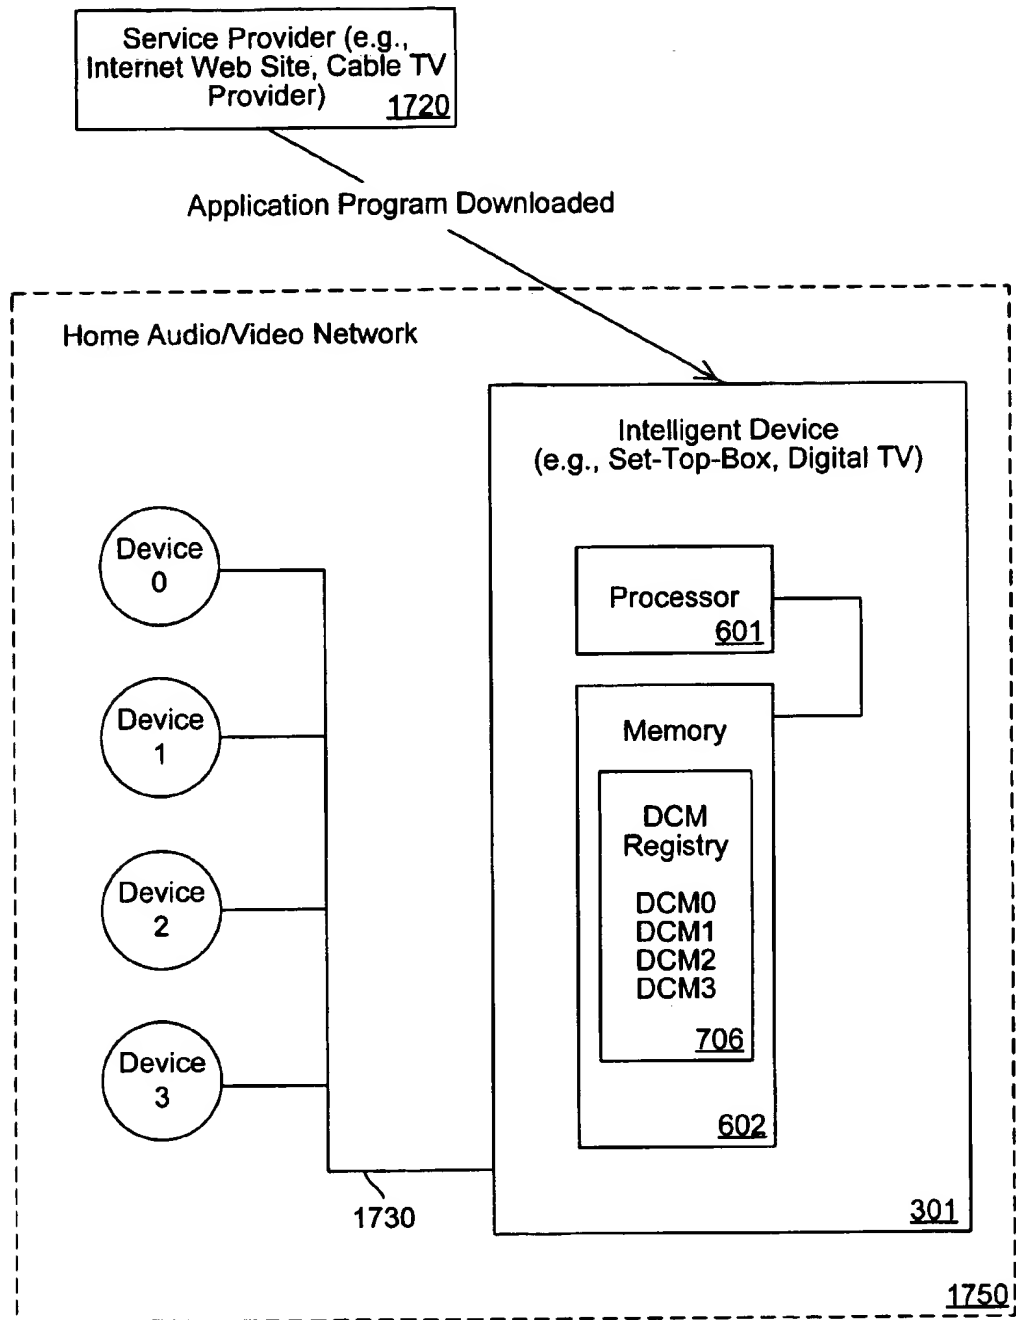 Service Provider (e.g.,
Internet Web Site, Cable TV
Provider)
1720
Application Program Downloaded
Home Audio/Video Network
Intelligent Device
(e.g., Set-Top-Box, Digital TV)
Device
0
Device
1
Device
2
Device
3
Processor
601
Memory
DCM
Registry
DCM0
DCM1
DCM2
DCM3
706
602
1730
301
1750